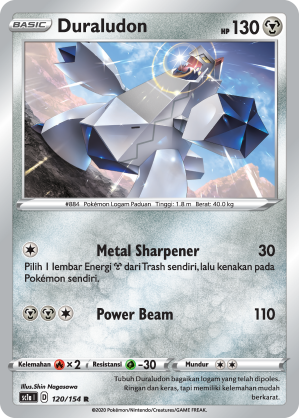 BASIC Duraludon HP 130
#884 Pokémon Logam Paduan Tinggi: 1.8 m Berat: 40.0 kg
Metal Sharpener 30
Pilih 1 lembar Energi dari Trash sendiri, lalu kenakan pada
Pokémon sendiri.
Power Beam 110
Kelemahan ×2 Resistansi -30 Mundur
Tubuh Duraludon bagaikan logam yang telah dipoles.
Ringan dan keras, tapi memiliki kelemahan mudah
berkarat.
Illus. Shin Nagasawa
sc1a I D 120/154 R
©2020 Pokémon/Nintendo/Creatures/GAME FREAK.